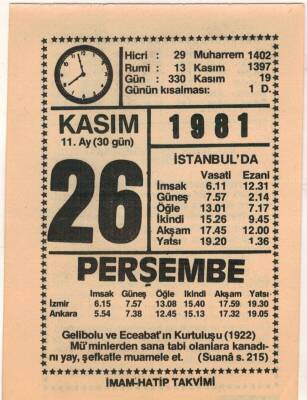 Hicri : 29 Muharrem 1402
Rumi : 13 Kasım 1397
Gün : 330 Kasım 19
Günün kısalması: 1 D.
KASIM
11. Ay (30 gün)
26
1981
İSTANBUL'DA
Vasati Ezani
İmsak 6.11 12.31
Güneş 7.57 2.14
Öğle 13.01 7.17
İkindi 15.26 9.45
Akşam 17.45 12.00
Yatsı 19.20 1.36
PERŞEMBE
İmsak Güneş Öğle İkindi Akşam Yatsı
İzmir 6.15 7.57 13.08 15.40 17.59 19.30
Ankara 5.54 7.38 12.45 15.13 17.32 19.05
Gelibolu ve Eceabat'ın Kurtuluşu (1922)
Mü'minlerden sana tabi olanlara kanadı-
nı yay, şefkatle muamele et. (Suanâ s. 215)
İMAM-HATİP TAKVİMİ